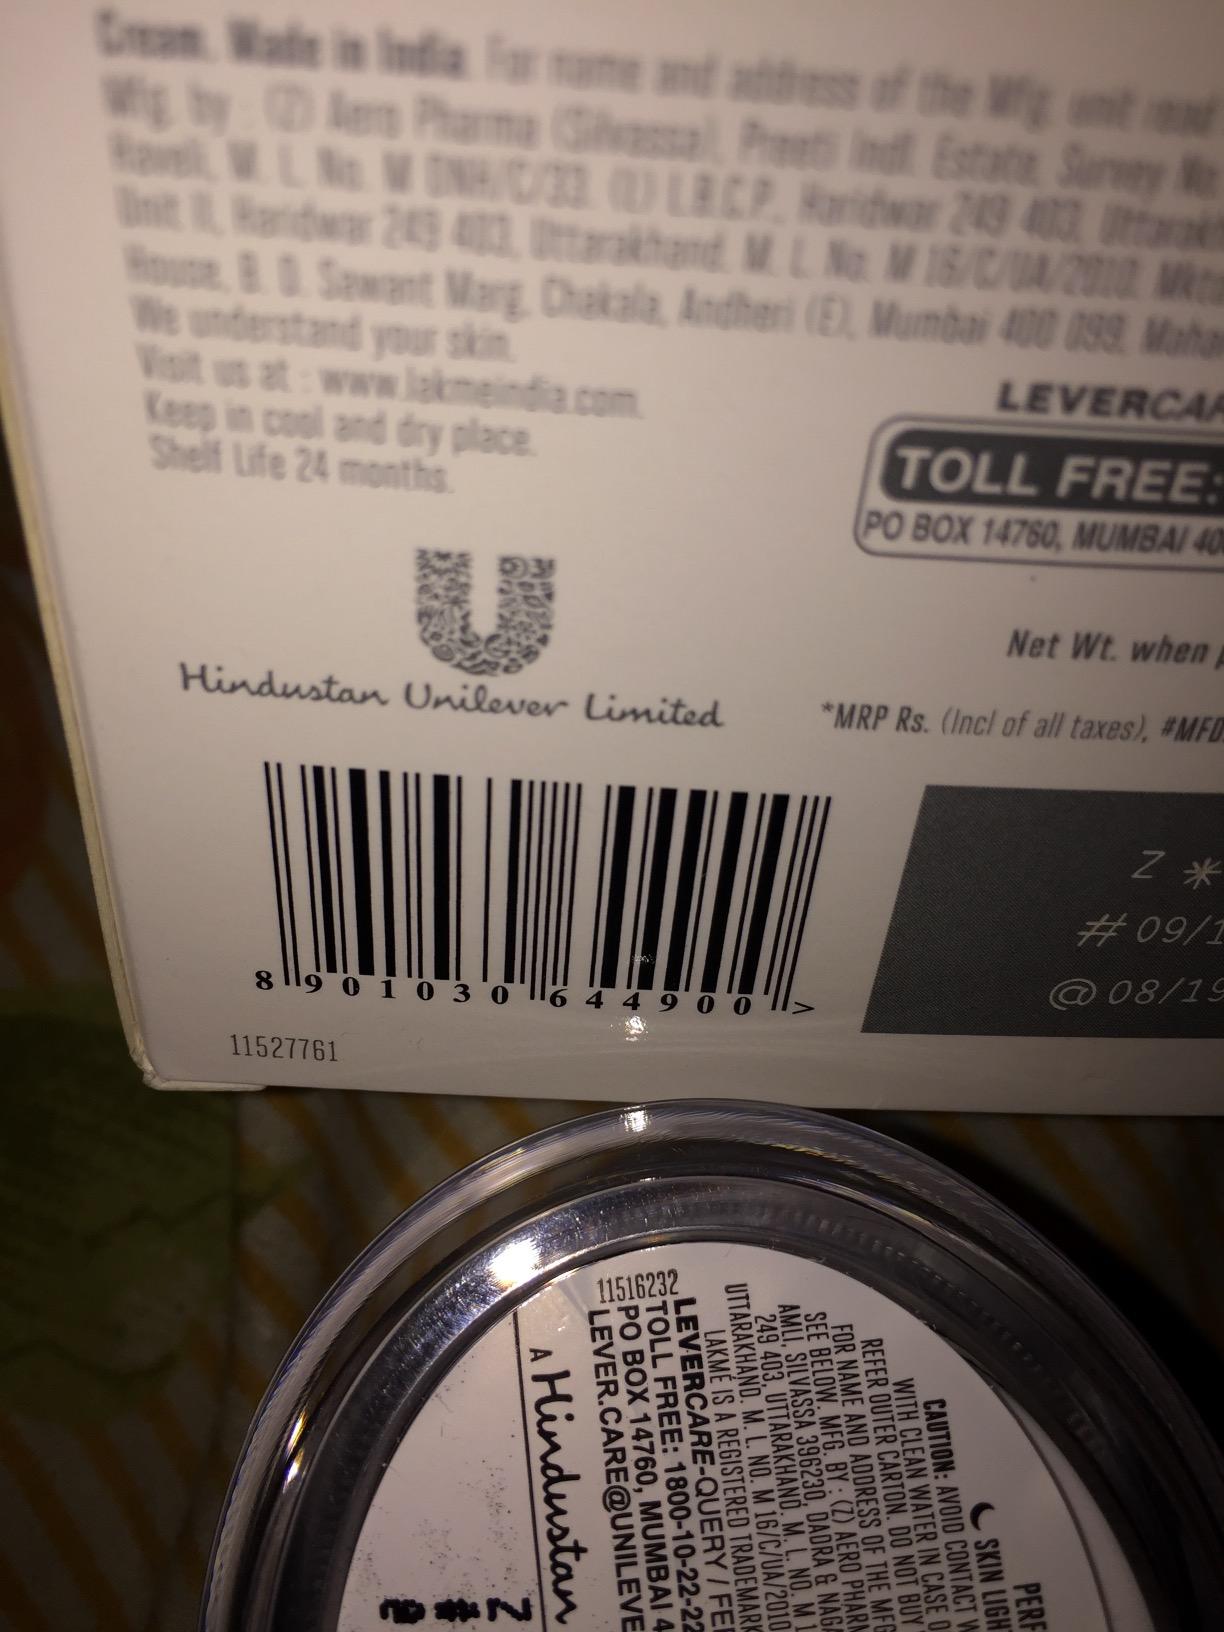 Cream. Made in India. For name and address of the Mfg. unit read
Mfg. by : (Z) Aero Pharma (Silvassa), Preeti Indl. Estate, Survey No.
Haveli, M. L. No. M DNH/C/33. (L) I.B.C.P., Haridwar 249 403, Uttarak
Unit II, Haridwar 249 403, Uttarakhand. M. L. No. M 16/C/UA/2010. Mktd
House, B. D. Sawant Marg, Chakala, Andheri (E), Mumbai 400 099, Maha
We understand your skin.
Visit us at : www.lakmeindia.com
Keep in cool and dry place.
Shelf Life 24 months.
LEVERCAR
TOLL FREE:
PO BOX 14760, MUMBAI 40
Hindustan Unilever Limited
Net Wt. when p
*MRP Rs. (Incl of all taxes), #MFD
Z *
# 09/1
@ 08/19
8 901030 644900 >
11527761
PERF
SKIN LIGH
CAUTION: AVOID CONTACT W
WITH CLEAN WATER IN CASE O
REFER OUTER CARTON. DO NOT BUY
FOR NAME AND ADDRESS OF THE MFG
SEE BELOW. MFG. BY : (Z) AERO PHAR
AMLI, SILVASSA 396230, DADRA & NAGA
249 403, UTTARAKHAND. M. L. NO. M 1
UTTARAKHAND. M. L. NO. M 16/C/UA/2010
LAKMÉ IS A REGISTERED TRADEMARK
LEVERCARE-QUERY / FEE
TOLL FREE: 1800-10-22-22
PO BOX 14760, MUMBAI 4
LEVER.CARE@UNILEVE
11516232
A Hindustan
Z